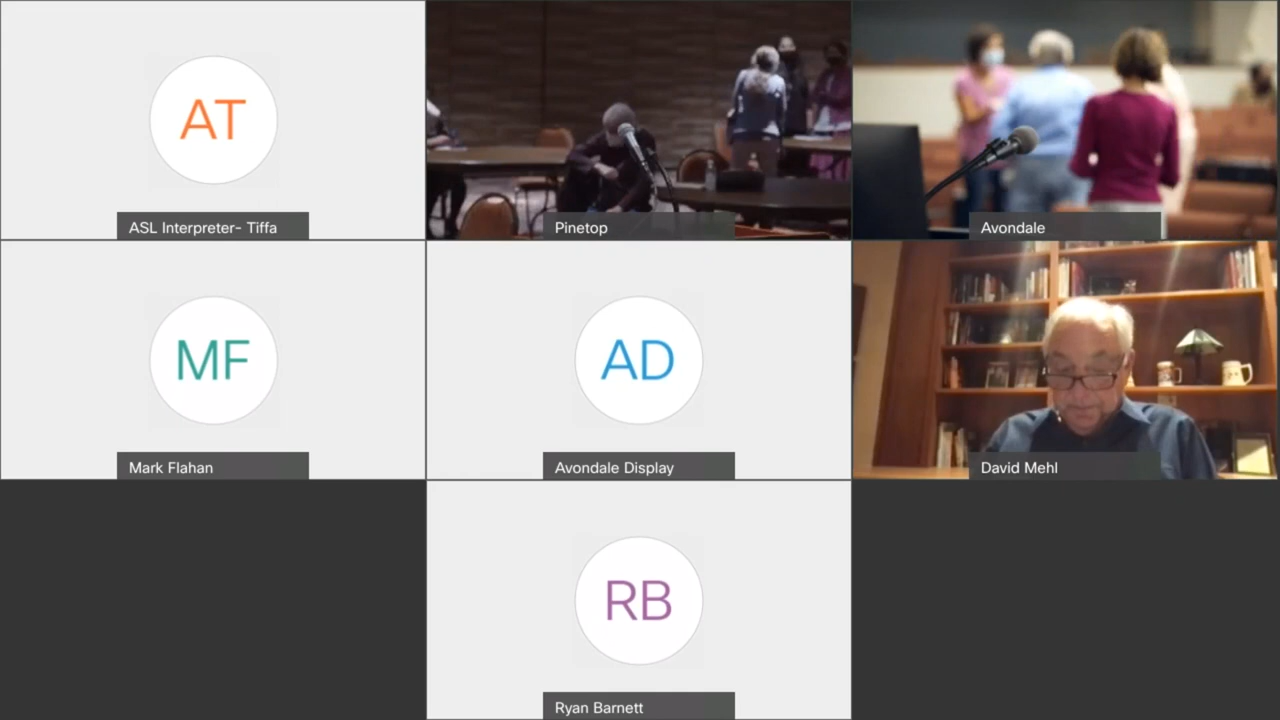 AT
ASL Interpreter- Tiffa
Pinetop
Avondale
MF
Mark Flahan
AD
Avondale Display
David Mehl
RB
Ryan Barnett